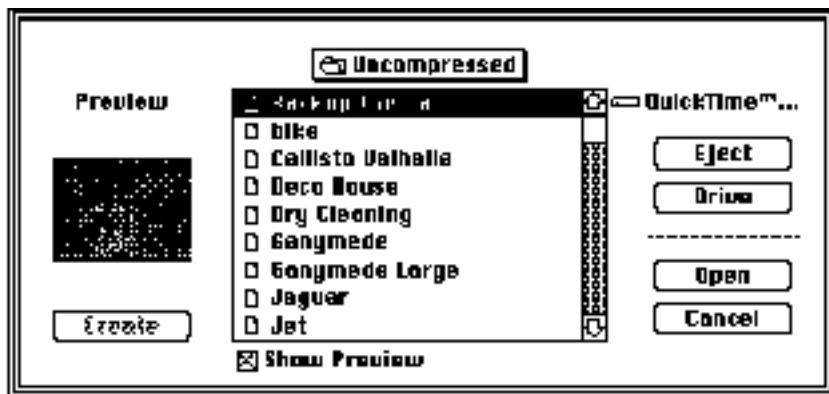 Uncompressed
Preview
QuickTime™...
Backup
bike
Callisto Valhalla
Deco House
Dry Cleaning
Ganymede
Ganymede Large
Jaguar
Jet
Eject
Drive
Open
Cancel
Create
Show Preview